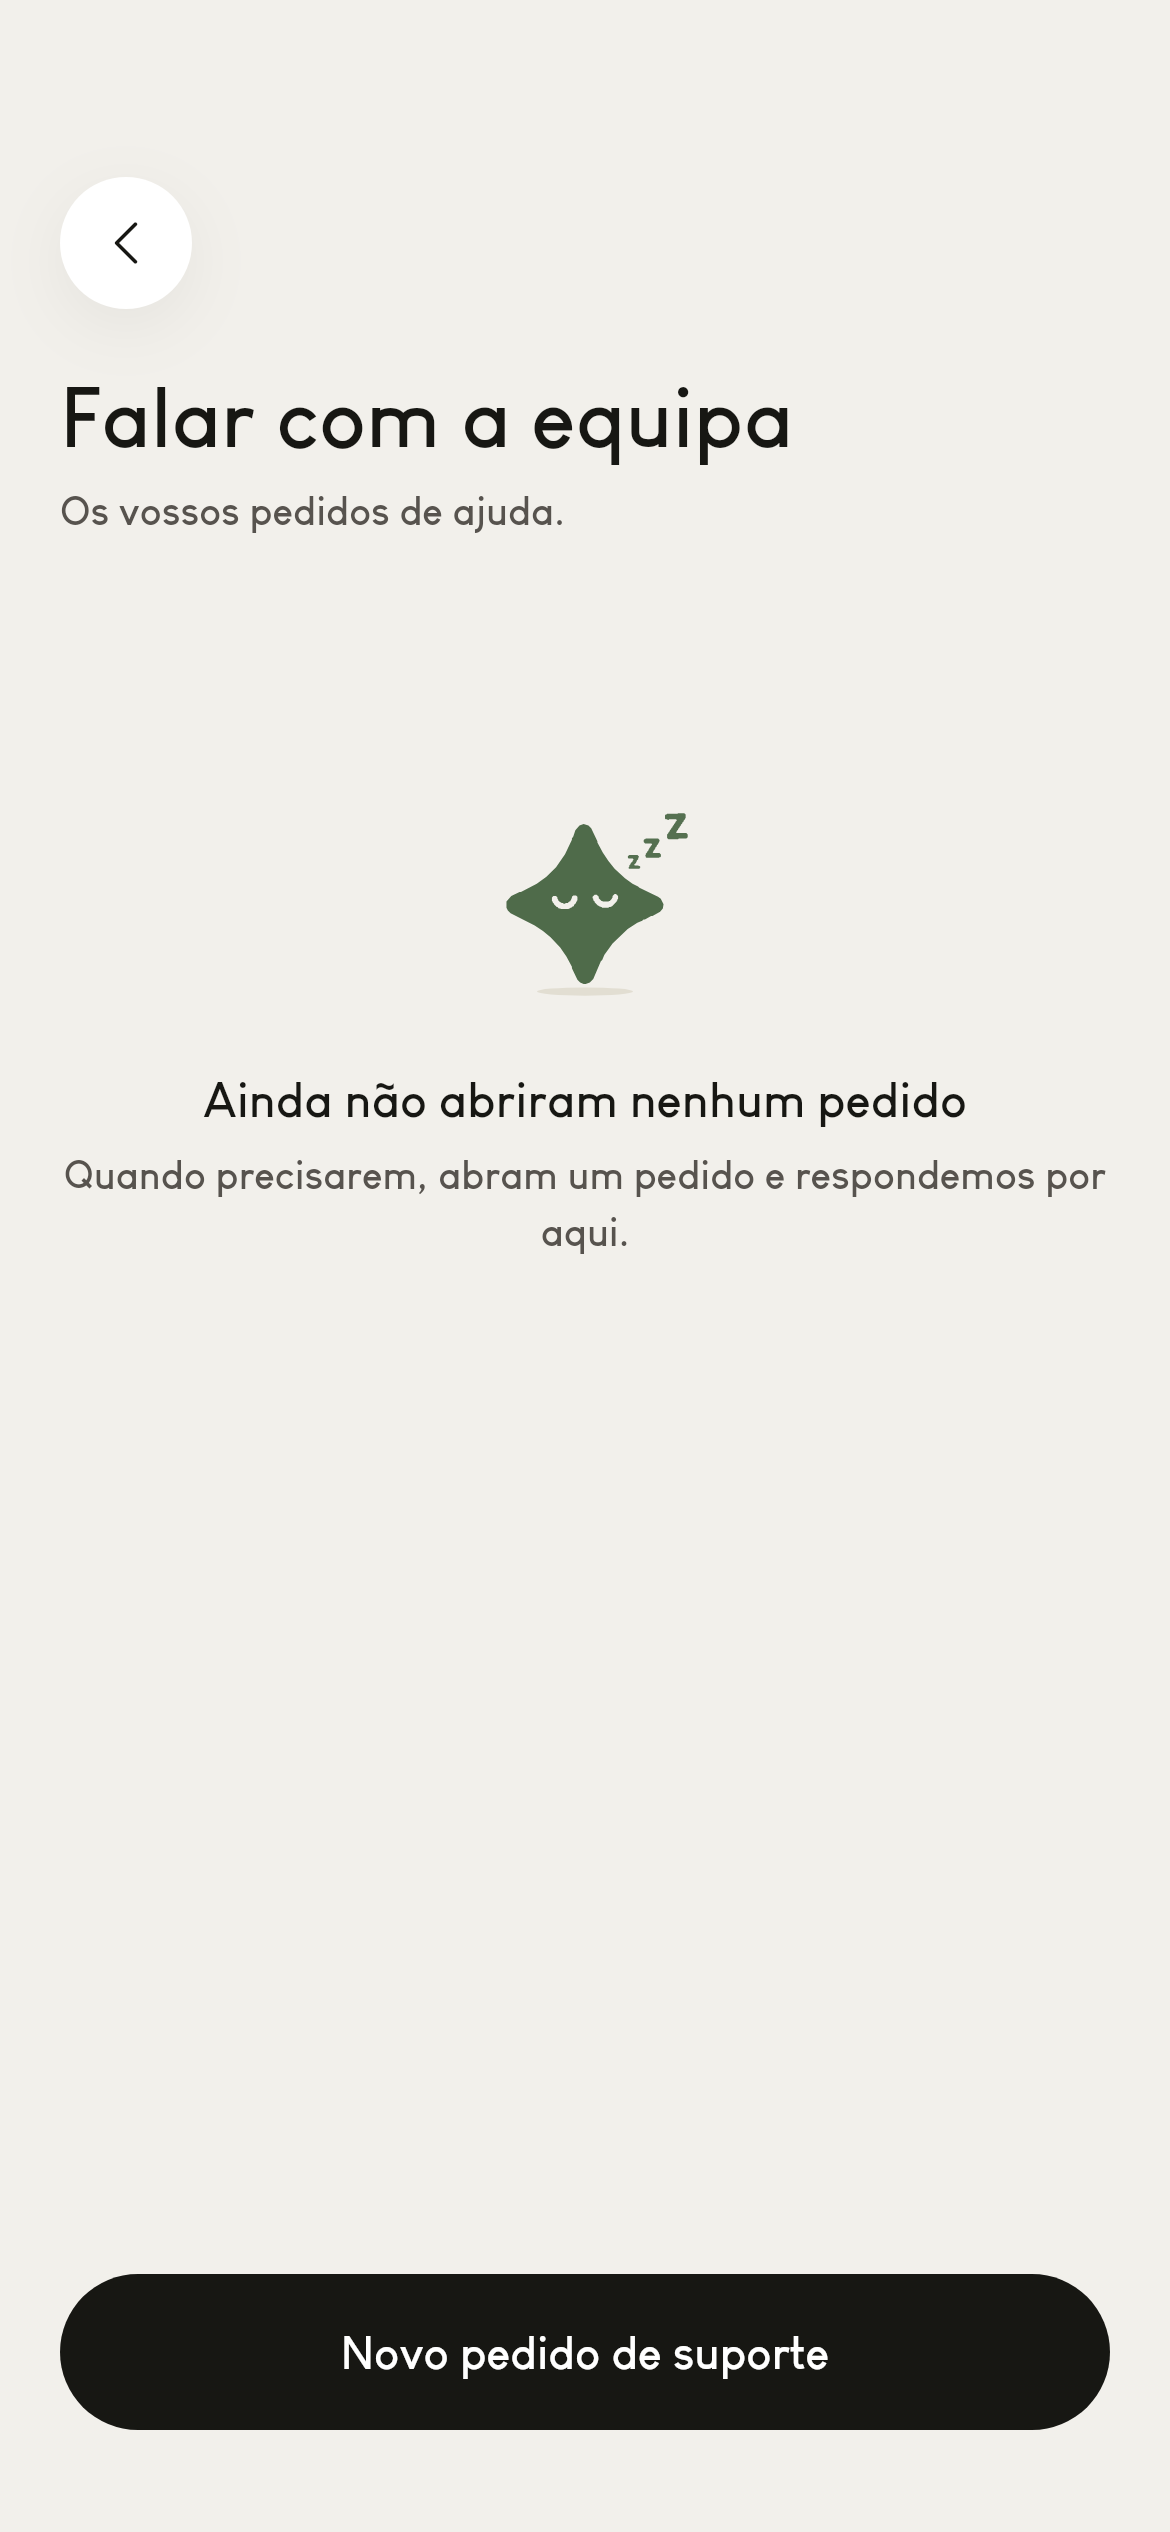 Falar com a equipa
Os vossos pedidos de ajuda.
z z z
Ainda não abriram nenhum pedido
Quando precisarem, abram um pedido e respondemos por
aqui.
Novo pedido de suporte